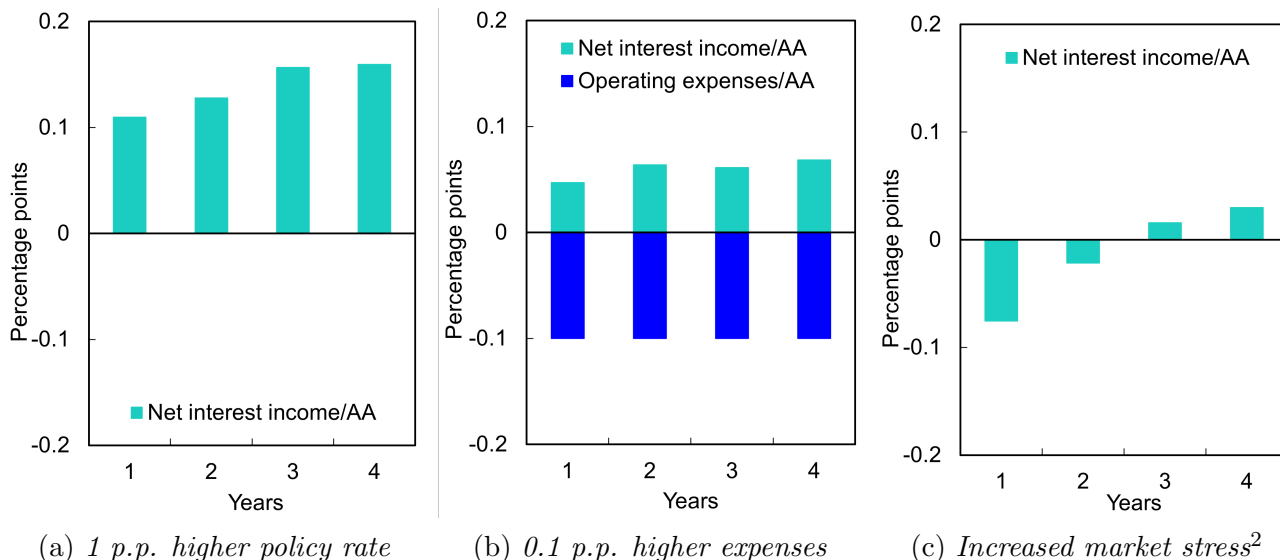 0.2
0.1
0
-0.1
-0.2
Percentage points
Net interest income/AA
1 2 3 4
Years
(a) 1 p.p. higher policy rate
0.2
0.1
0
-0.1
-0.2
Percentage points
Net interest income/AA
Operating expenses/AA
1 2 3 4
Years
(b) 0.1 p.p. higher expenses
0.2
0.1
0
-0.1
-0.2
Percentage points
Net interest income/AA
1 2 3 4
Years
(c) Increased market stress²